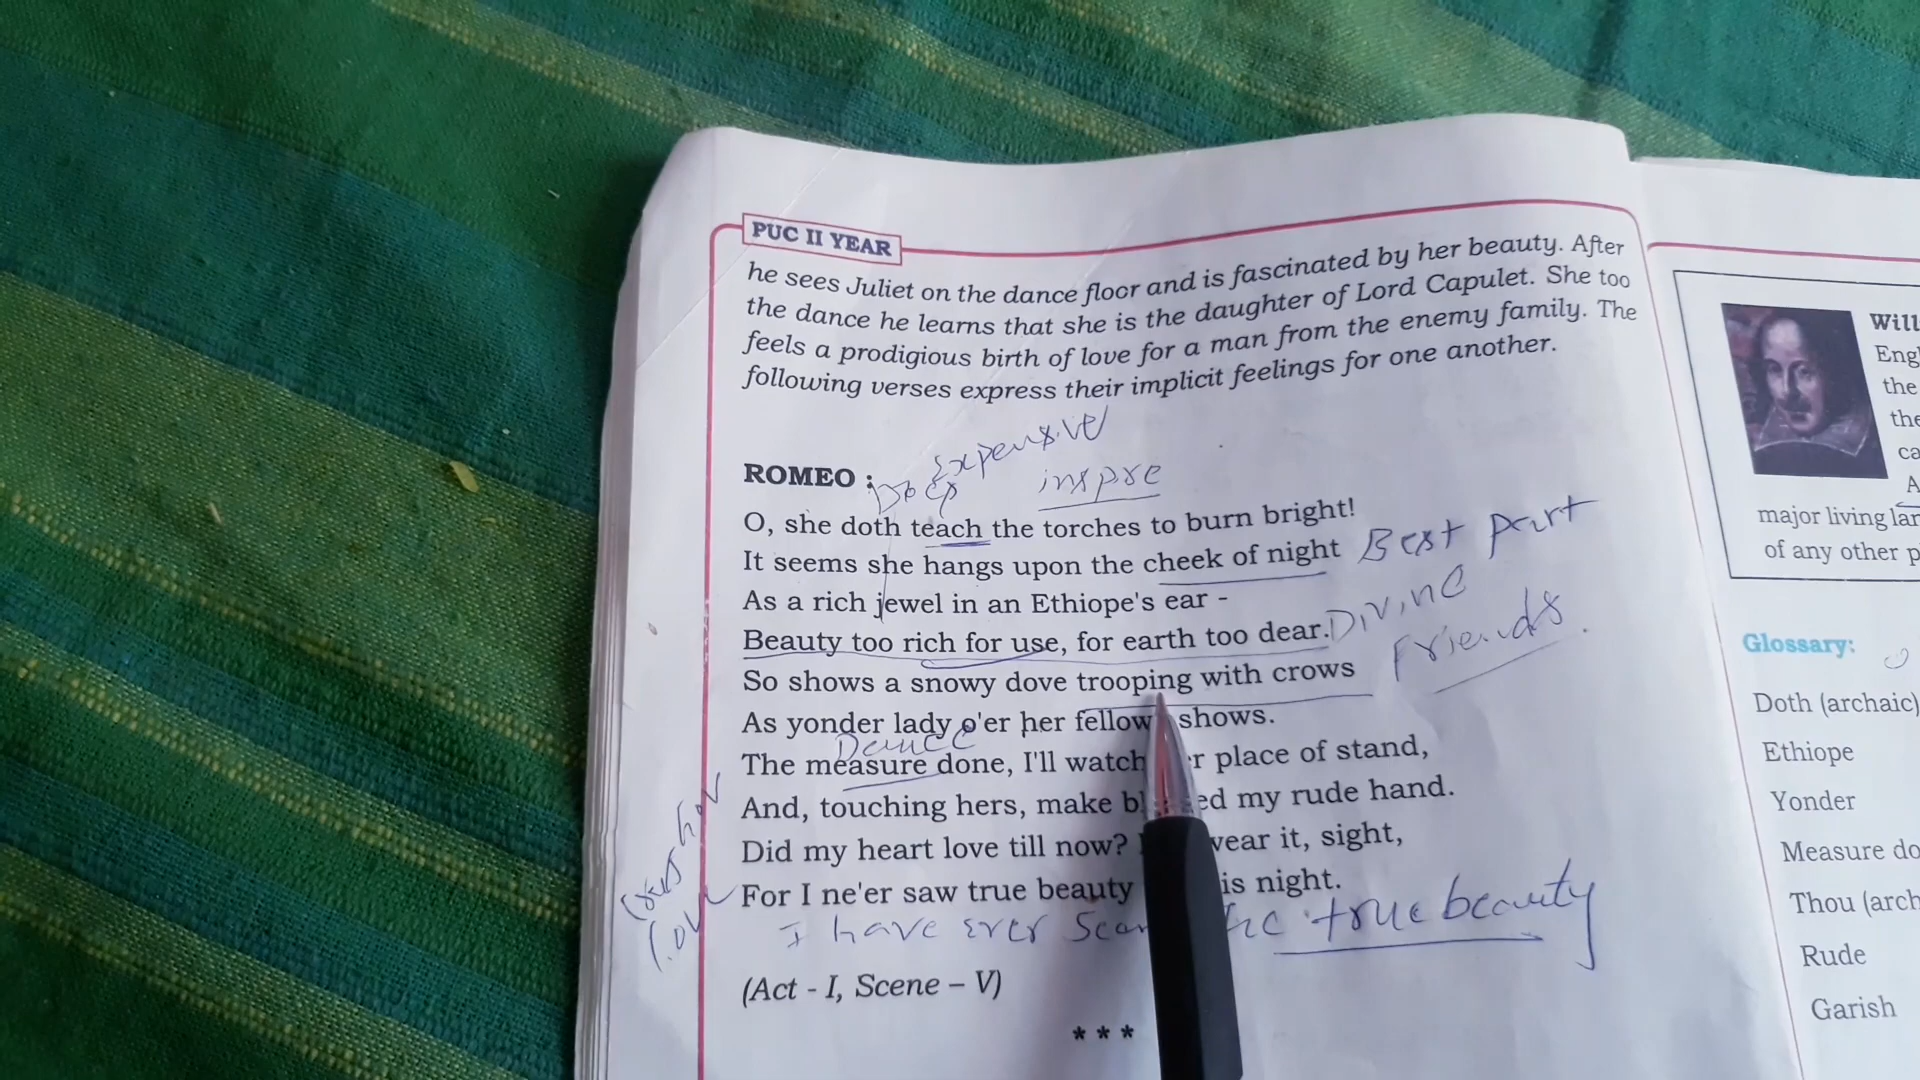 PUC II YEAR
he sees Juliet on the dance floor and is fascinated by her beauty. After
the dance he learns that she is the daughter of Lord Capulet. She too
feels a prodigious birth of love for a man from the enemy family. The
following verses express their implicit feelings for one another.
Expensive
ROMEO :
Does inspre
O, she doth teach the torches to burn bright!
It seems she hangs upon the cheek of night Best part
As a rich jewel in an Ethiope's ear -
Beauty too rich for use, for earth too dear. Divine
So shows a snowy dove trooping with crows Friends.
As yonder lady o'er her fellow shows.
Dance
The measure done, I'll watch place of stand,
And, touching hers, make my rude hand.
Did my heart love till now? it, sight,
For I ne'er saw true beauty is night.
I have ever true beauty
(Act - I, Scene – V)
***
Will
Eng
the
the
ca
A
major living lan
of any other p
Glossary:
Doth (archaic)
Ethiope
Yonder
Measure do
Thou (arch
Rude
Garish